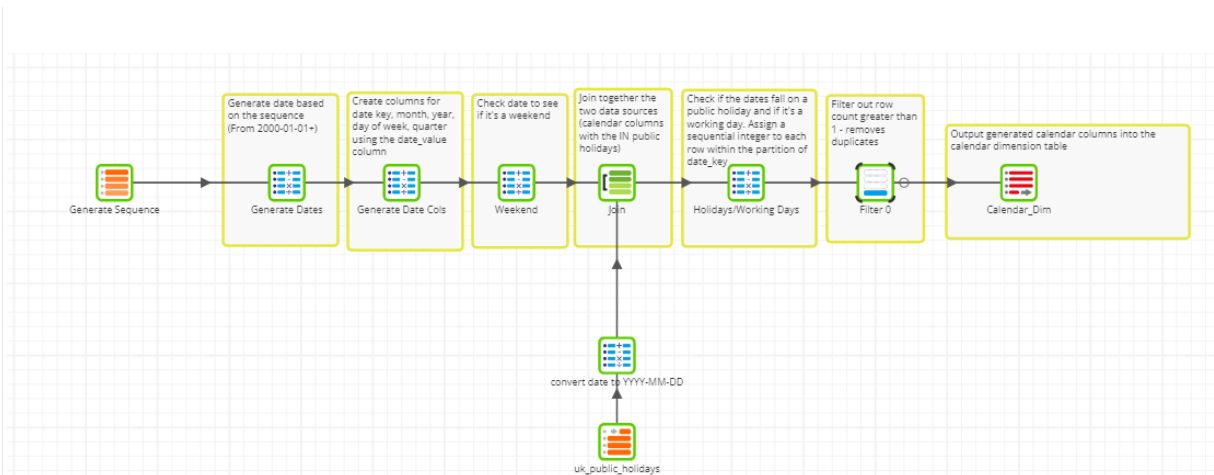 Generate date based
on the sequence
(From 2000-01-01+)
Create columns for
date key, month, year,
day of week, quarter
using the date_value
column
Check date to see
if it's a weekend
Join together the
two data sources
(calendar columns
with the IN public
holidays)
Check if the dates fall on a
public holiday and if it's a
working day. Assign a
sequential integer to each
row within the partition of
date_key
Filter out row
count greater than
1 - removes
duplicates
Output generated calendar columns into the
calendar dimension table
Generate Sequence
Generate Dates
Generate Date Cols
Weekend
Join
Holidays/Working Days
Filter 0
Calendar_Dim
convert date to YYYY-MM-DD
uk_public_holidays